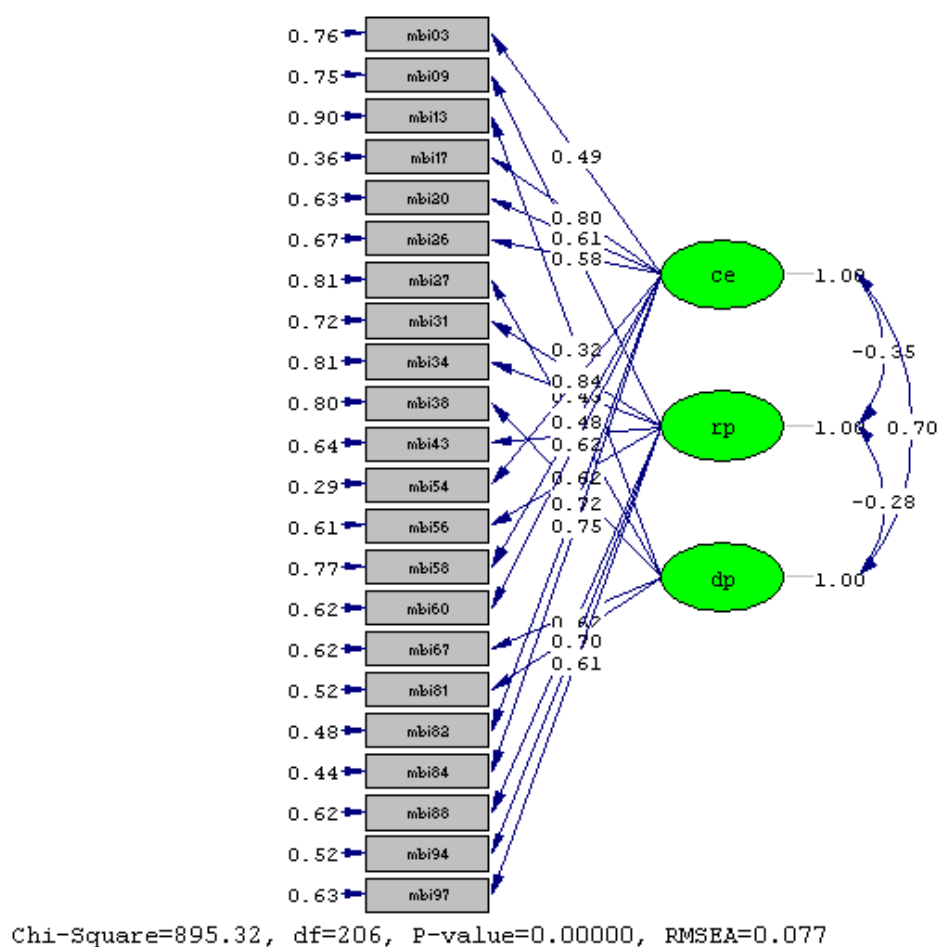 0.76 mbi03
0.75 mbi09
0.90 mbi13
0.36 mbi17 0.49
0.63 mbi20 0.80
0.67 mbi26 0.61
0.58
0.81 mbi27 ce 1.00
0.72 mbi31
0.32 -0.35
0.81 mbi34
0.84
0.80 mbi38
0.48 rp 1.00 0.70
0.64 mbi43 0.62
0.29 mbi54 0.62
0.72 -0.28
0.61 mbi56 0.75
0.77 mbi58 dp 1.00
0.62 mbi60
0.62 mbi67 0.70
0.61
0.52 mbi81
0.48 mbi82
0.44 mbi84
0.62 mbi88
0.52 mbi94
0.63 mbi97
Chi-Square=895.32, df=206, P-value=0.00000, RMSEA=0.077